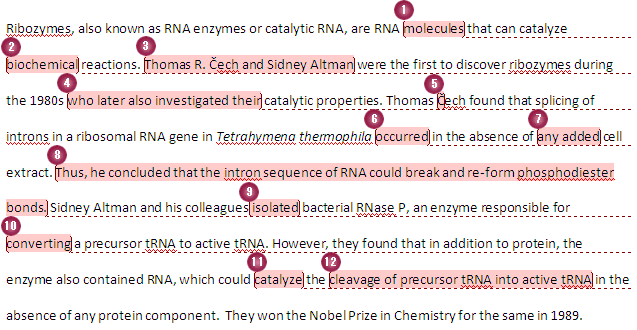 1
Ribozymes, also known as RNA enzymes or catalytic RNA, are RNA molecules that can catalyze
2 3
biochemical reactions. Thomas R. Čech and Sidney Altman were the first to discover ribozymes during
4 5
the 1980s who later also investigated their catalytic properties. Thomas Čech found that splicing of
6 7
introns in a ribosomal RNA gene in Tetrahymena thermophila occurred in the absence of any added cell
8
extract. Thus, he concluded that the intron sequence of RNA could break and re-form phosphodiester
9
bonds. Sidney Altman and his colleagues isolated bacterial RNase P, an enzyme responsible for
10
converting a precursor tRNA to active tRNA. However, they found that in addition to protein, the
11 12
enzyme also contained RNA, which could catalyze the cleavage of precursor tRNA into active tRNA in the
absence of any protein component. They won the Nobel Prize in Chemistry for the same in 1989.